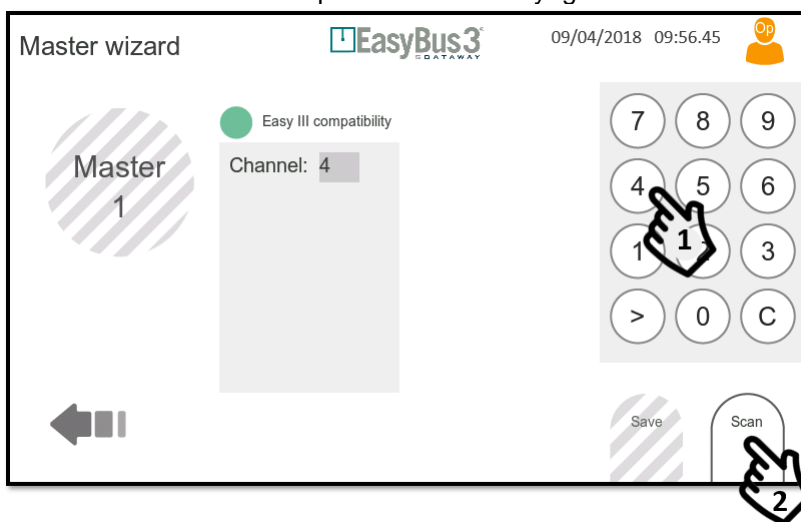 Master wizard
EasyBus3
DATAWAY
09/04/2018 09:56.45
Op
Master
1
Easy III compatibility
Channel: 4
7 8 9
4 5 6
1 3
> 0 C
1
Save
Scan
2